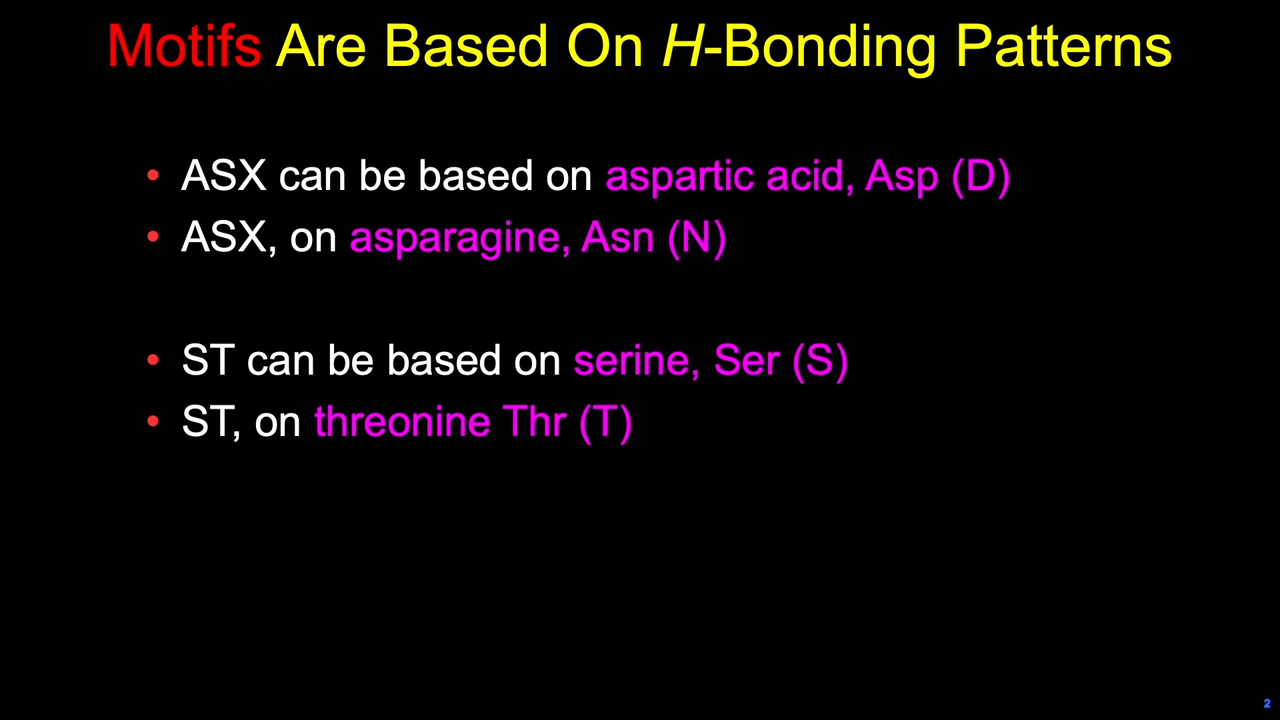 Motifs Are Based On H-Bonding Patterns
• ASX can be based on aspartic acid, Asp (D)
• ASX, on asparagine, Asn (N)
• ST can be based on serine, Ser (S)
• ST, on threonine Thr (T)
2